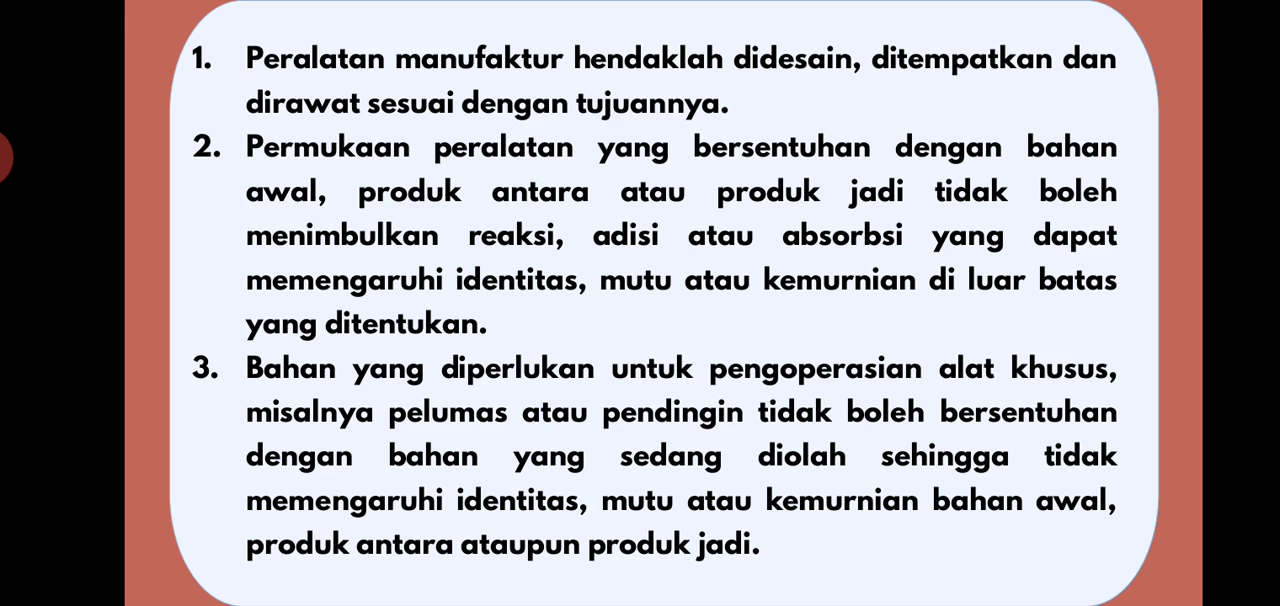 1. Peralatan manufaktur hendaklah didesain, ditempatkan dan
dirawat sesuai dengan tujuannya.
2. Permukaan peralatan yang bersentuhan dengan bahan
awal, produk antara atau produk jadi tidak boleh
menimbulkan reaksi, adisi atau absorbsi yang dapat
memengaruhi identitas, mutu atau kemurnian di luar batas
yang ditentukan.
3. Bahan yang diperlukan untuk pengoperasian alat khusus,
misalnya pelumas atau pendingin tidak boleh bersentuhan
dengan bahan yang sedang diolah sehingga tidak
memengaruhi identitas, mutu atau kemurnian bahan awal,
produk antara ataupun produk jadi.